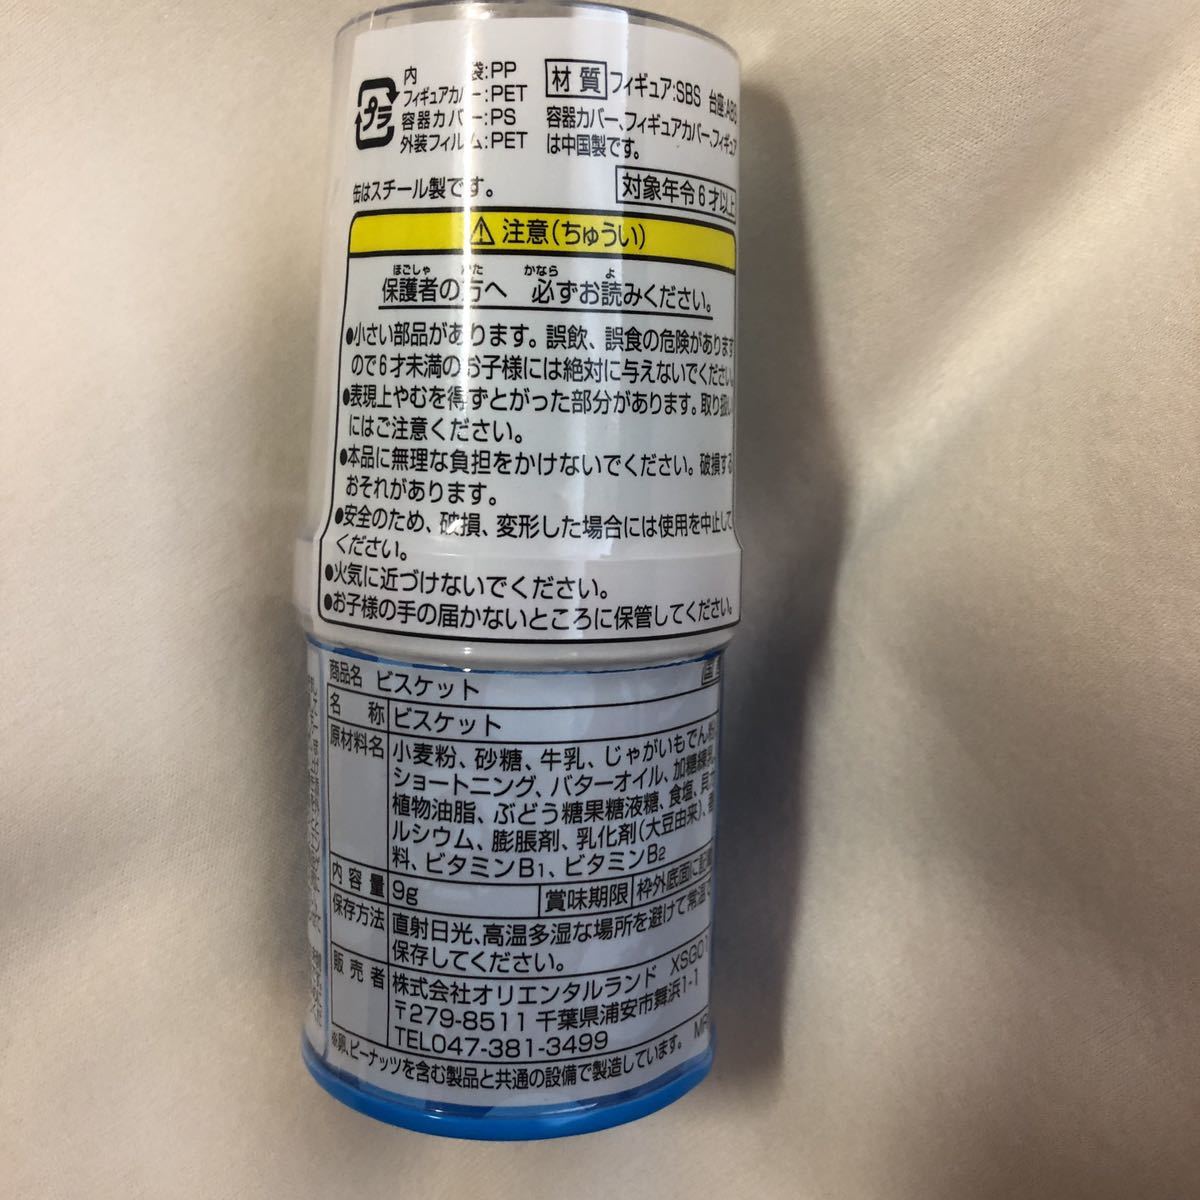 プラ
内袋:PP
フィギュアカバー:PET
容器カバー:PS
外装フィルム:PET
材質 フィギュア:SBS 台座:ABS
容器カバー、フィギュアカバー、フィギュア
は中国製です。
缶はスチール製です。
対象年令6才以上
注意(ちゅうい)
ほごしゃ かた かなら よ
保護者の方へ 必ずお読みください。
●小さい部品があります。誤飲、誤食の危険があります
ので6才未満のお子様には絶対に与えないでください。
●表現上やむを得ずとがった部分があります。取り扱い
にはご注意ください。
●本品に無理な負担をかけないでください。破損する
おそれがあります。
●安全のため、破損、変形した場合には使用を中止して
ください。
●火気に近づけないでください。
●お子様の手の届かないところに保管してください。
商品名 ビスケット
名称 ビスケット
原材料名 小麦粉、砂糖、牛乳、じゃがいもでん粉、
ショートニング、バターオイル、加糖練乳、
植物油脂、ぶどう糖果糖液糖、食塩、貝カ
ルシウム、膨脹剤、乳化剤(大豆由来)、香
料、ビタミンB1、ビタミンB2
内容量 9g 賞味期限 枠外底面に記載
保存方法 直射日光、高温多湿な場所を避けて常温で
保存してください。
販売者 株式会社オリエンタルランド XSG01
〒279-8511 千葉県浦安市舞浜1-1
TEL047-381-3499
※卵、ピーナッツを含む製品と共通の設備で製造しています。 MR